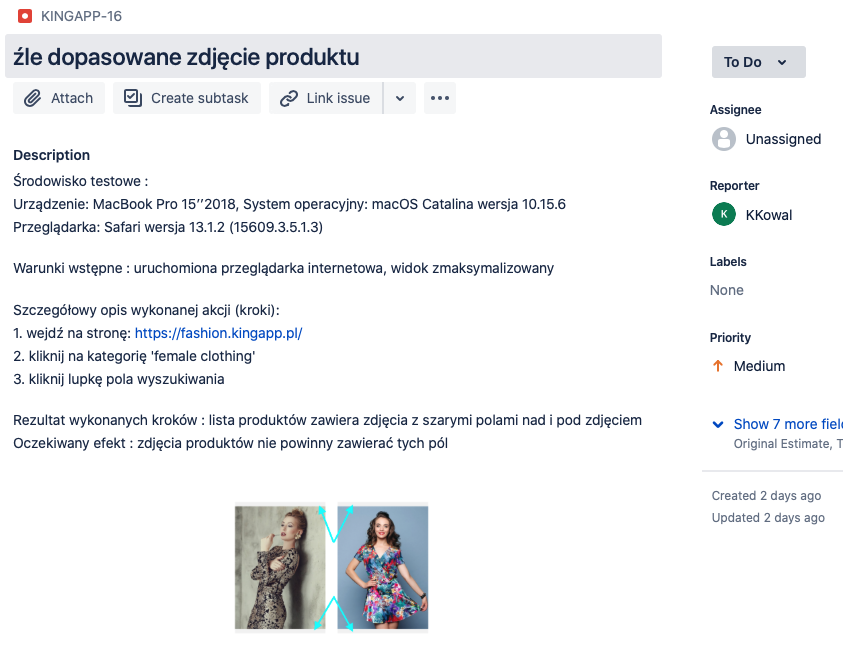 KINGAPP-16
źle dopasowane zdjęcie produktu
Attach
Create subtask
Link issue
Description
Środowisko testowe :
Urządzenie: MacBook Pro 15’’2018, System operacyjny: macOS Catalina wersja 10.15.6
Przeglądarka: Safari wersja 13.1.2 (15609.3.5.1.3)
Warunki wstępne : uruchomiona przeglądarka internetowa, widok zmaksymalizowany
Szczegółowy opis wykonanej akcji (kroki):
1. wejdź na stronę: https://fashion.kingapp.pl/
2. kliknij na kategorię 'female clothing'
3. kliknij lupkę pola wyszukiwania
Rezultat wykonanych kroków : lista produktów zawiera zdjęcia z szarymi polami nad i pod zdjęciem
Oczekiwany efekt : zdjęcia produktów nie powinny zawierać tych pól
To Do
Assignee
Unassigned
Reporter
K
KKowal
Labels
None
Priority
Medium
Show 7 more fiel
Original Estimate, T
Created 2 days ago
Updated 2 days ago